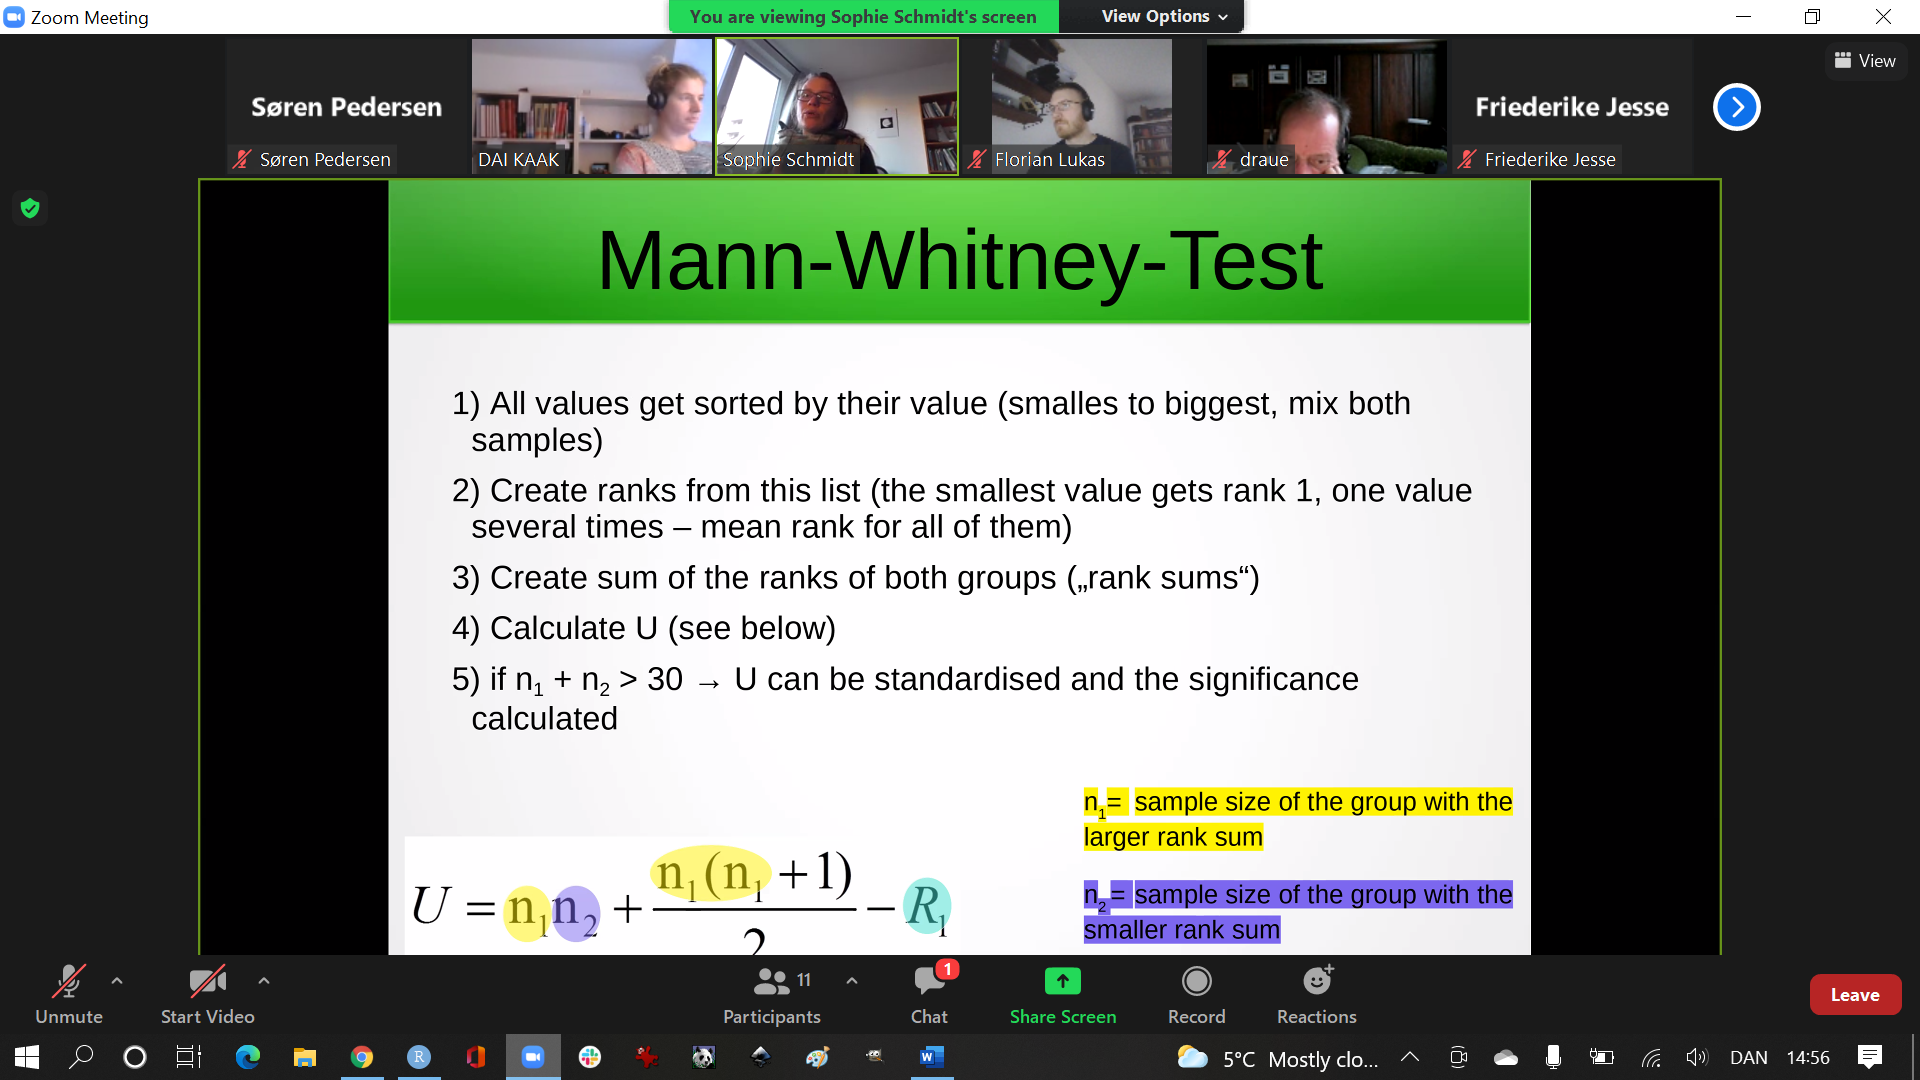 Zoom Meeting
You are viewing Sophie Schmidt's screen
View Options
View
Søren Pedersen
Søren Pedersen
DAI KAAK
Sophie Schmidt
Florian Lukas
draue
Friederike Jesse
Friederike Jesse
Mann-Whitney-Test
1) All values get sorted by their value (smalles to biggest, mix both
samples)
2) Create ranks from this list (the smallest value gets rank 1, one value
several times – mean rank for all of them)
3) Create sum of the ranks of both groups („rank sums“)
4) Calculate U (see below)
5) if n₁ + n₂ > 30 → U can be standardised and the significance
calculated
n₁= sample size of the group with the
larger rank sum
n₂= sample size of the group with the
smaller rank sum
U = n₁n₂ + n₁(n₁+1)/2 − R₁
Unmute
Start Video
11
Participants
1
Chat
Share Screen
Record
Reactions
Leave
R
5°C Mostly clo...
DAN
14:56